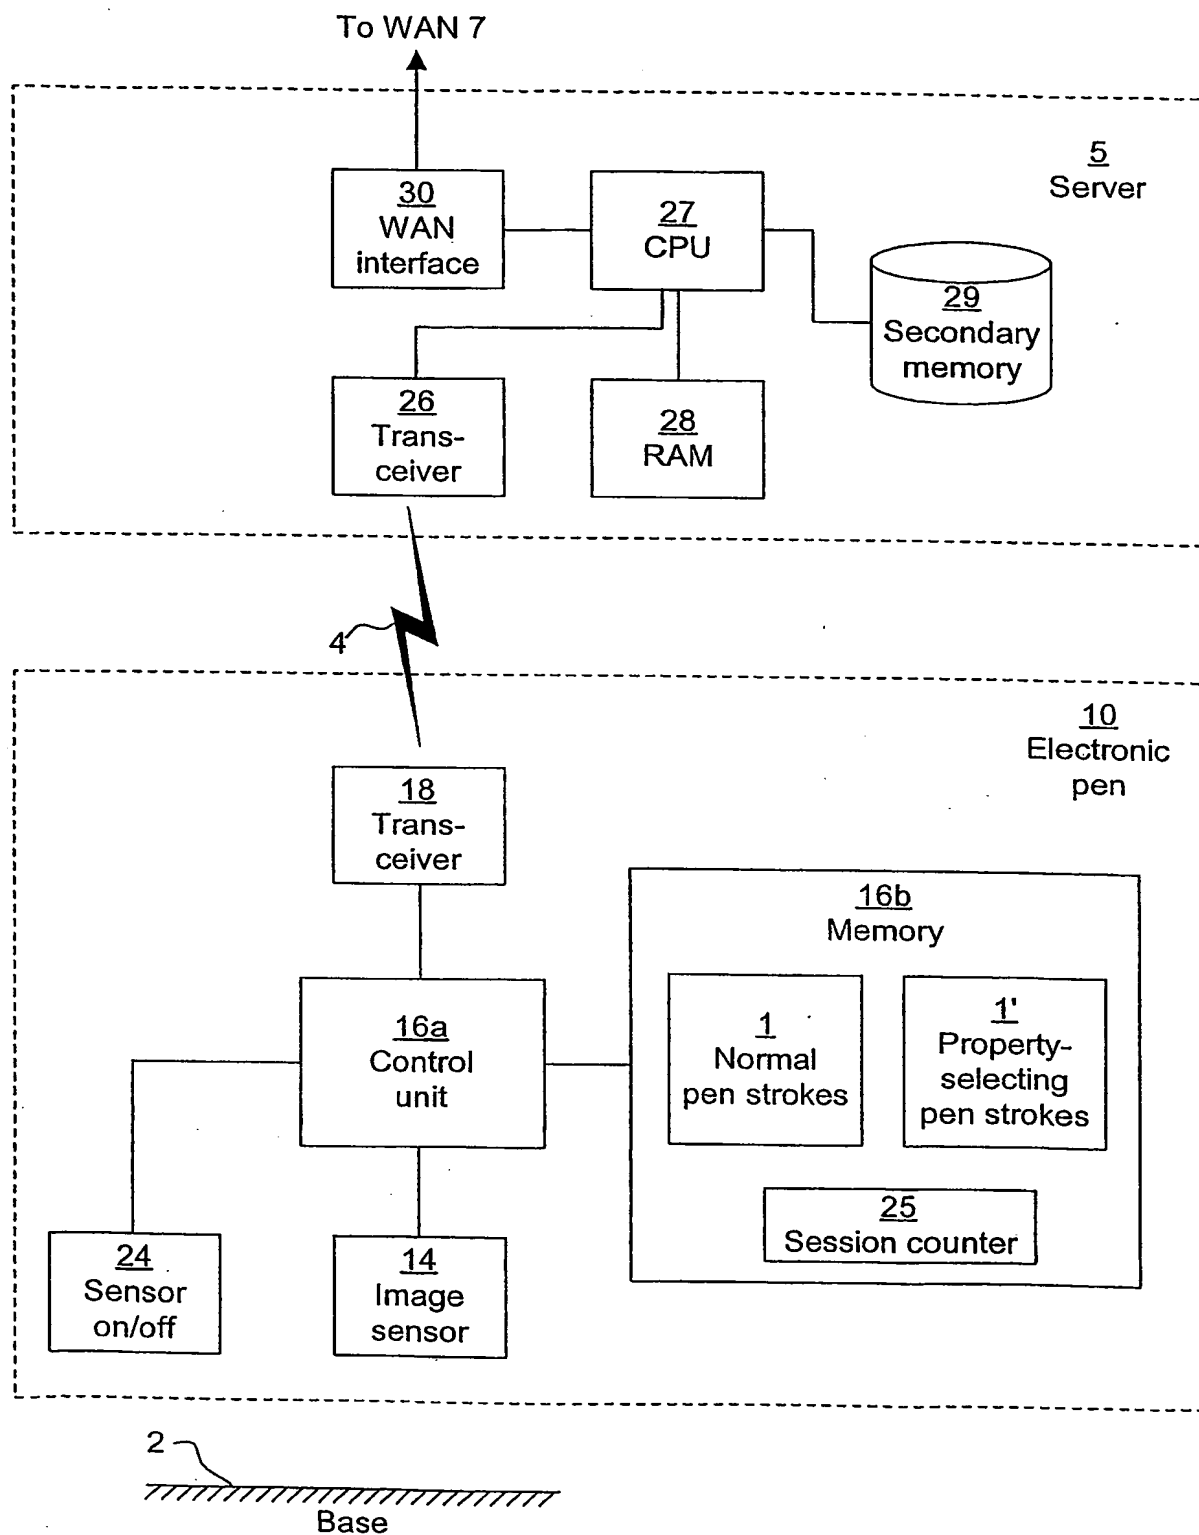 To WAN 7
5
Server
30
WAN
interface
27
CPU
29
Secondary
memory
26
Trans-
ceiver
28
RAM
4
10
Electronic
pen
18
Trans-
ceiver
16b
Memory
16a
Control
unit
1
Normal
pen strokes
1'
Property-
selecting
pen strokes
25
Session counter
24
Sensor
on/off
14
Image
sensor
2
Base